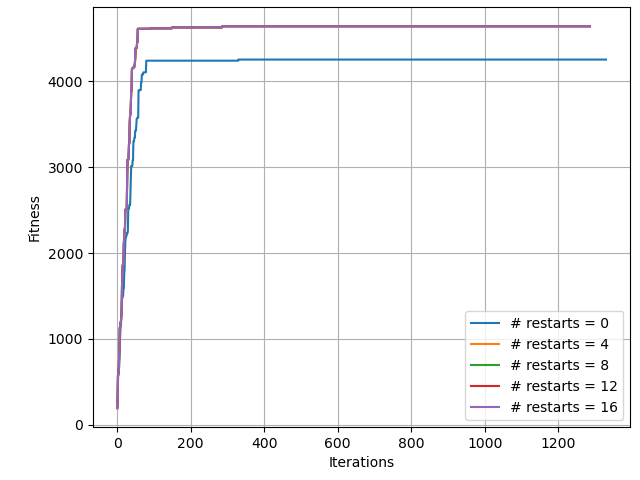 4000
3000
2000
1000
0
Fitness
0 200 400 600 800 1000 1200
Iterations
# restarts = 0
# restarts = 4
# restarts = 8
# restarts = 12
# restarts = 16